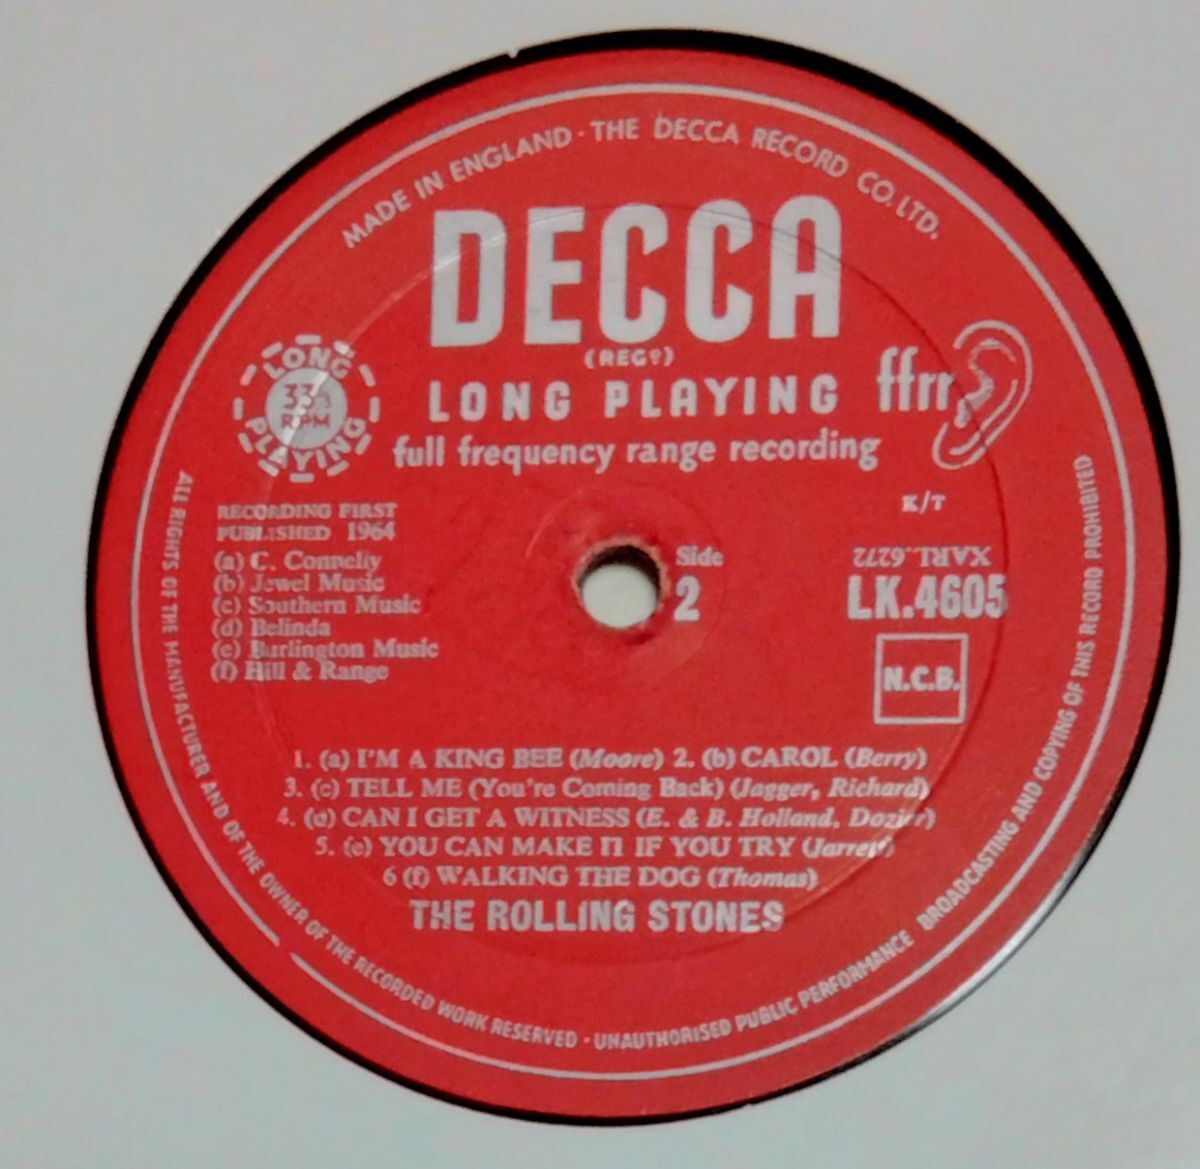 MADE IN ENGLAND · THE DECCA RECORD CO. LTD.
DECCA
(REGD)
LONG PLAYING
full frequency range recording
ffrr
LONG
33⅓
RPM
PLAYING
K/T
RECORDING FIRST
PUBLISHED 1964
(a) C. Connelly
(b) Jewel Music
(c) Southern Music
(d) Belinda
(e) Burlington Music
(f) Hill & Range
Side
2
XARL.6272
LK.4605
N.C.B.
1. (a) I'M A KING BEE (Moore) 2. (b) CAROL (Berry)
3. (c) TELL ME (You're Coming Back) (Jagger, Richard)
4. (d) CAN I GET A WITNESS (E. & B. Holland, Dozier)
5. (e) YOU CAN MAKE IT IF YOU TRY (Jarrett)
6 (f) WALKING THE DOG (Thomas)
THE ROLLING STONES
ALL RIGHTS OF THE MANUFACTURER AND OF THE OWNER OF THE RECORDED WORK RESERVED · UNAUTHORISED PUBLIC PERFORMANCE BROADCASTING AND COPYING OF THIS RECORD PROHIBITED